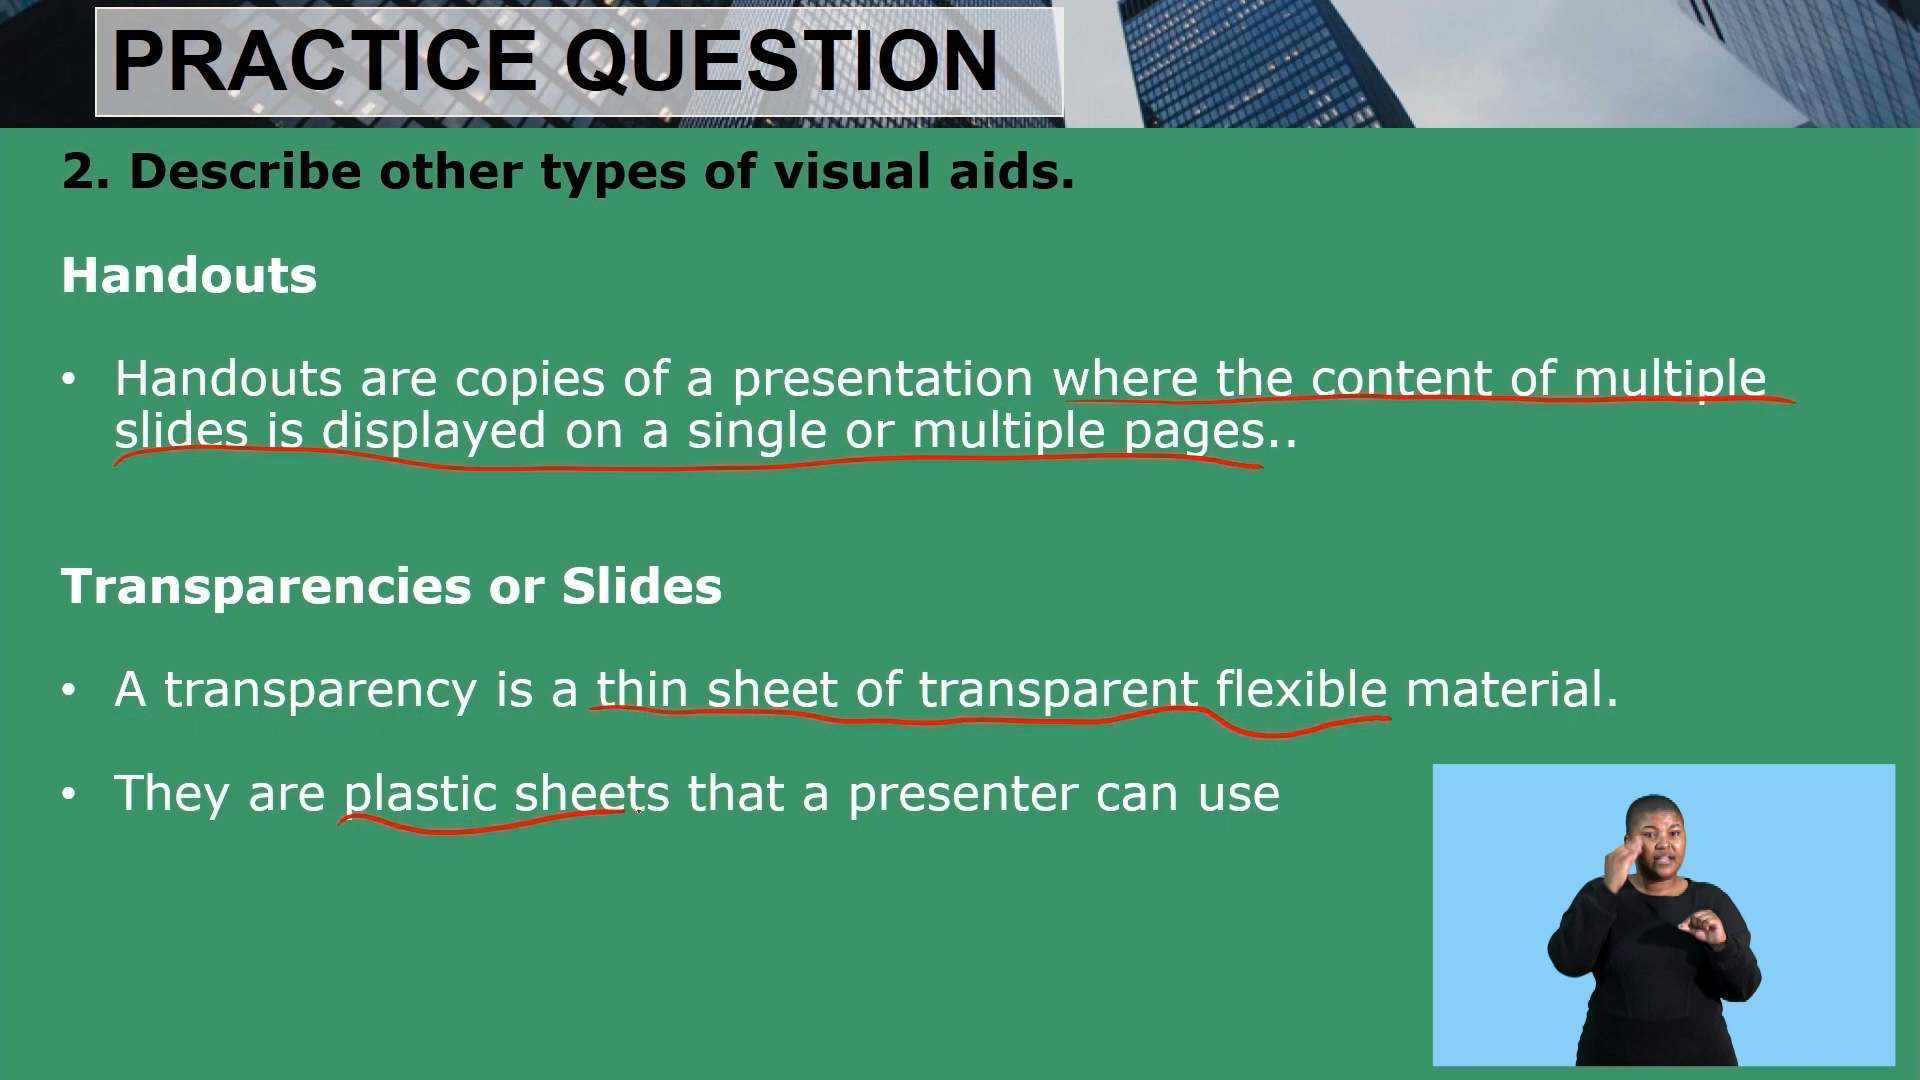 PRACTICE QUESTION
2. Describe other types of visual aids.
Handouts
• Handouts are copies of a presentation where the content of multiple
slides is displayed on a single or multiple pages..
Transparencies or Slides
• A transparency is a thin sheet of transparent flexible material.
• They are plastic sheets that a presenter can use